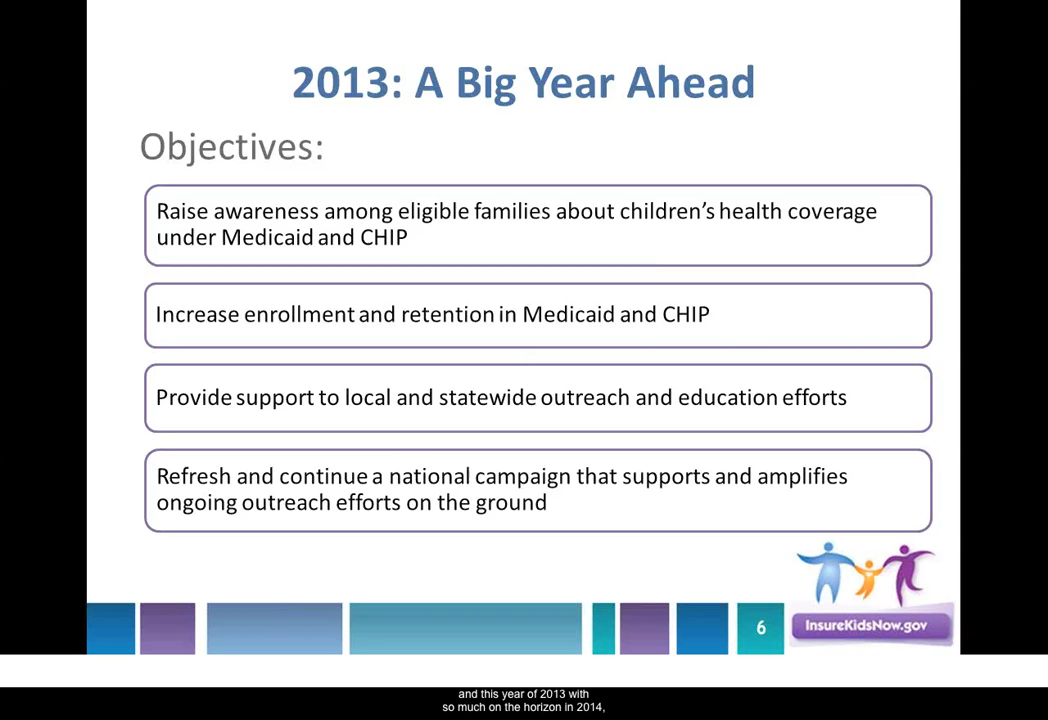 2013: A Big Year Ahead
Objectives:
Raise awareness among eligible families about children's health coverage
under Medicaid and CHIP
Increase enrollment and retention in Medicaid and CHIP
Provide support to local and statewide outreach and education efforts
Refresh and continue a national campaign that supports and amplifies
ongoing outreach efforts on the ground
6
InsureKidsNow.gov
and this year of 2013 with
so much on the horizon in 2014,